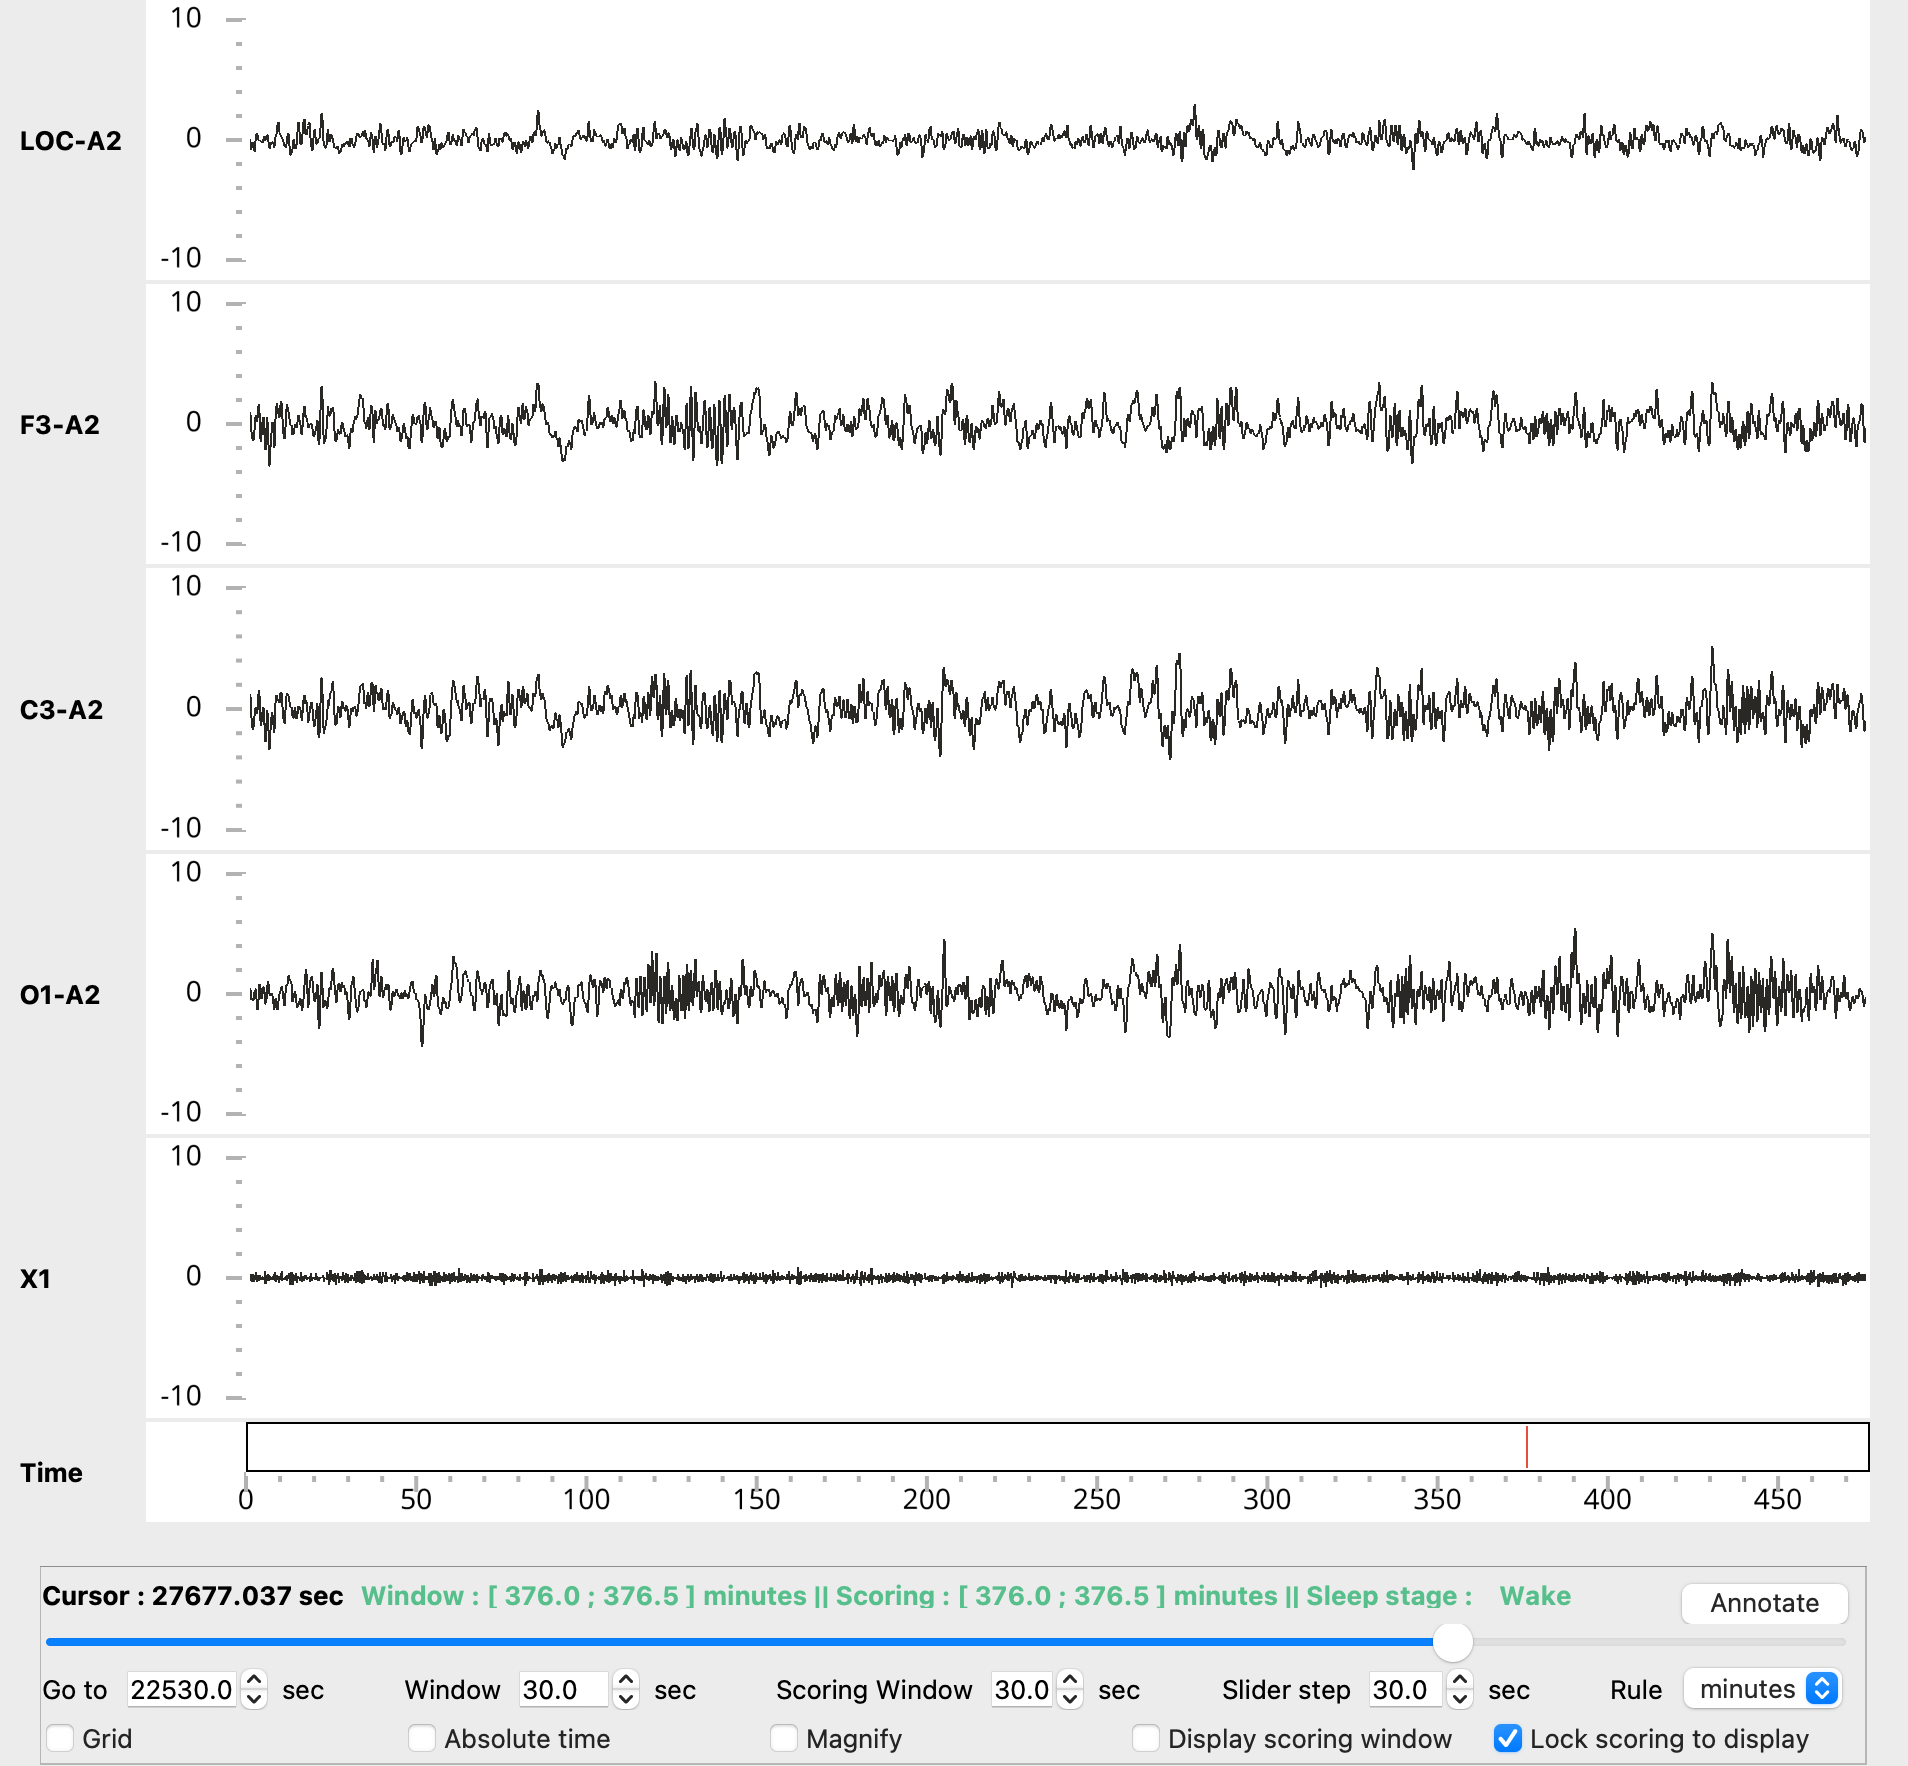 10
LOC-A2 0
-10
10
F3-A2 0
-10
10
C3-A2 0
-10
10
O1-A2 0
-10
10
X1 0
-10
Time
0 50 100 150 200 250 300 350 400 450
Cursor : 27677.037 sec Window : [ 376.0 ; 376.5 ] minutes || Scoring : [ 376.0 ; 376.5 ] minutes || Sleep stage : Wake Annotate
Go to 22530.0 sec Window 30.0 sec Scoring Window 30.0 sec Slider step 30.0 sec Rule minutes
Grid Absolute time Magnify Display scoring window Lock scoring to display